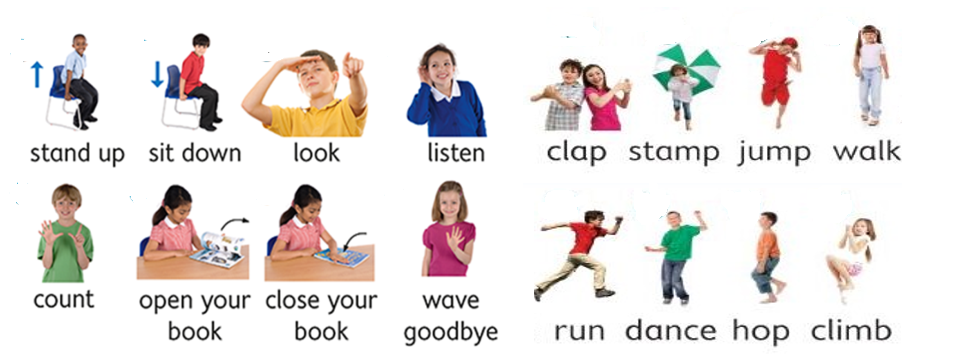 stand up sit down look listen clap stamp jump walk
count open your book close your book wave goodbye run dance hop climb